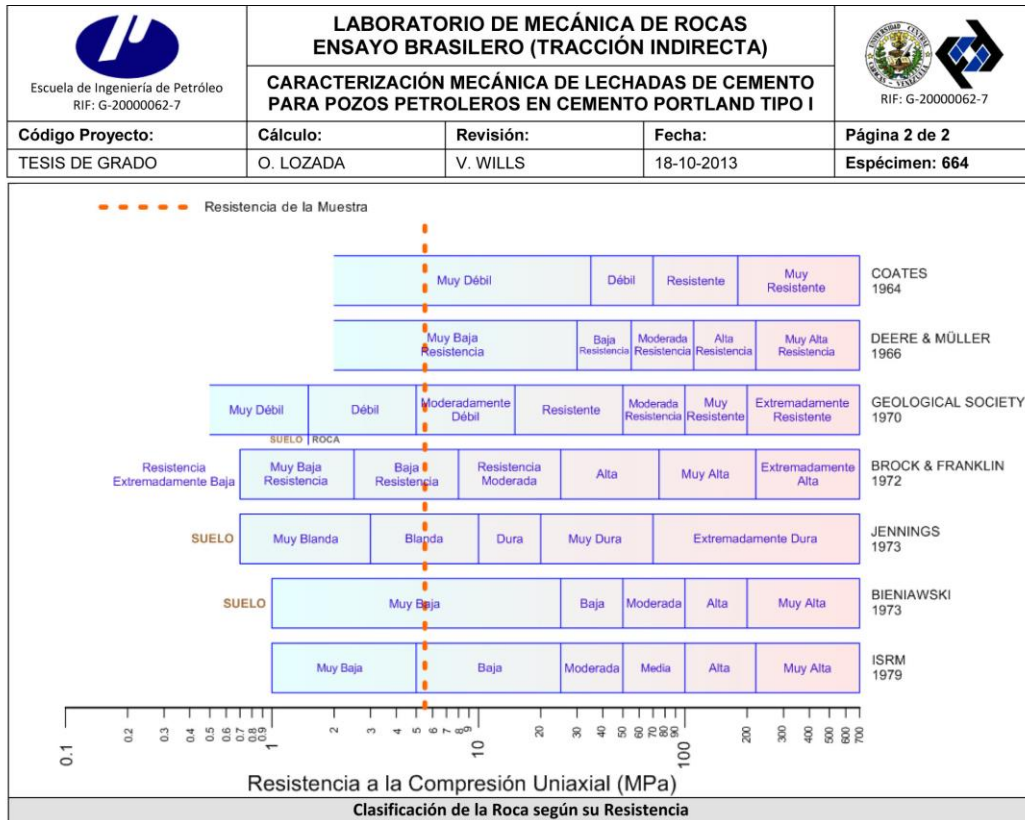 LABORATORIO DE MECÁNICA DE ROCAS
ENSAYO BRASILERO (TRACCIÓN INDIRECTA)
Escuela de Ingeniería de Petróleo
RIF: G-20000062-7
CARACTERIZACIÓN MECÁNICA DE LECHADAS DE CEMENTO
PARA POZOS PETROLEROS EN CEMENTO PORTLAND TIPO I
RIF: G-20000062-7
Código Proyecto: Cálculo: Revisión: Fecha: Página 2 de 2
TESIS DE GRADO O. LOZADA V. WILLS 18-10-2013 Espécimen: 664
Resistencia de la Muestra
Muy Débil Débil Resistente Muy
Resistente
COATES
1964
Muy Baja
Resistencia
Baja
Resistencia
Moderada
Resistencia
Alta
Resistencia
Muy Alta
Resistencia
DEERE & MÜLLER
1966
Muy Débil Débil Moderadamente
Débil
Resistente
Moderada
Resistencia
Muy
Resistente
Extremadamente
Resistente
GEOLOGICAL SOCIETY
1970
SUELO ROCA
Resistencia
Extremadamente Baja
Muy Baja
Resistencia
Baja
Resistencia
Resistencia
Moderada
Alta Muy Alta
Extremadamente
Alta
BROCK & FRANKLIN
1972
SUELO Muy Blanda Blanda Dura Muy Dura Extremadamente Dura
JENNINGS
1973
SUELO Muy Baja Baja Moderada Alta Muy Alta
BIENIAWSKI
1973
Muy Baja Baja Moderada Media Alta Muy Alta
ISRM
1979
0.1 0.2 0.3 0.4 0.5 0.6 0.7 0.8 0.9 1 2 3 4 5 6 7 8 9 10 20 30 40 50 60 70 80 90 100 200 300 400 500 600 700
Resistencia a la Compresión Uniaxial (MPa)
Clasificación de la Roca según su Resistencia